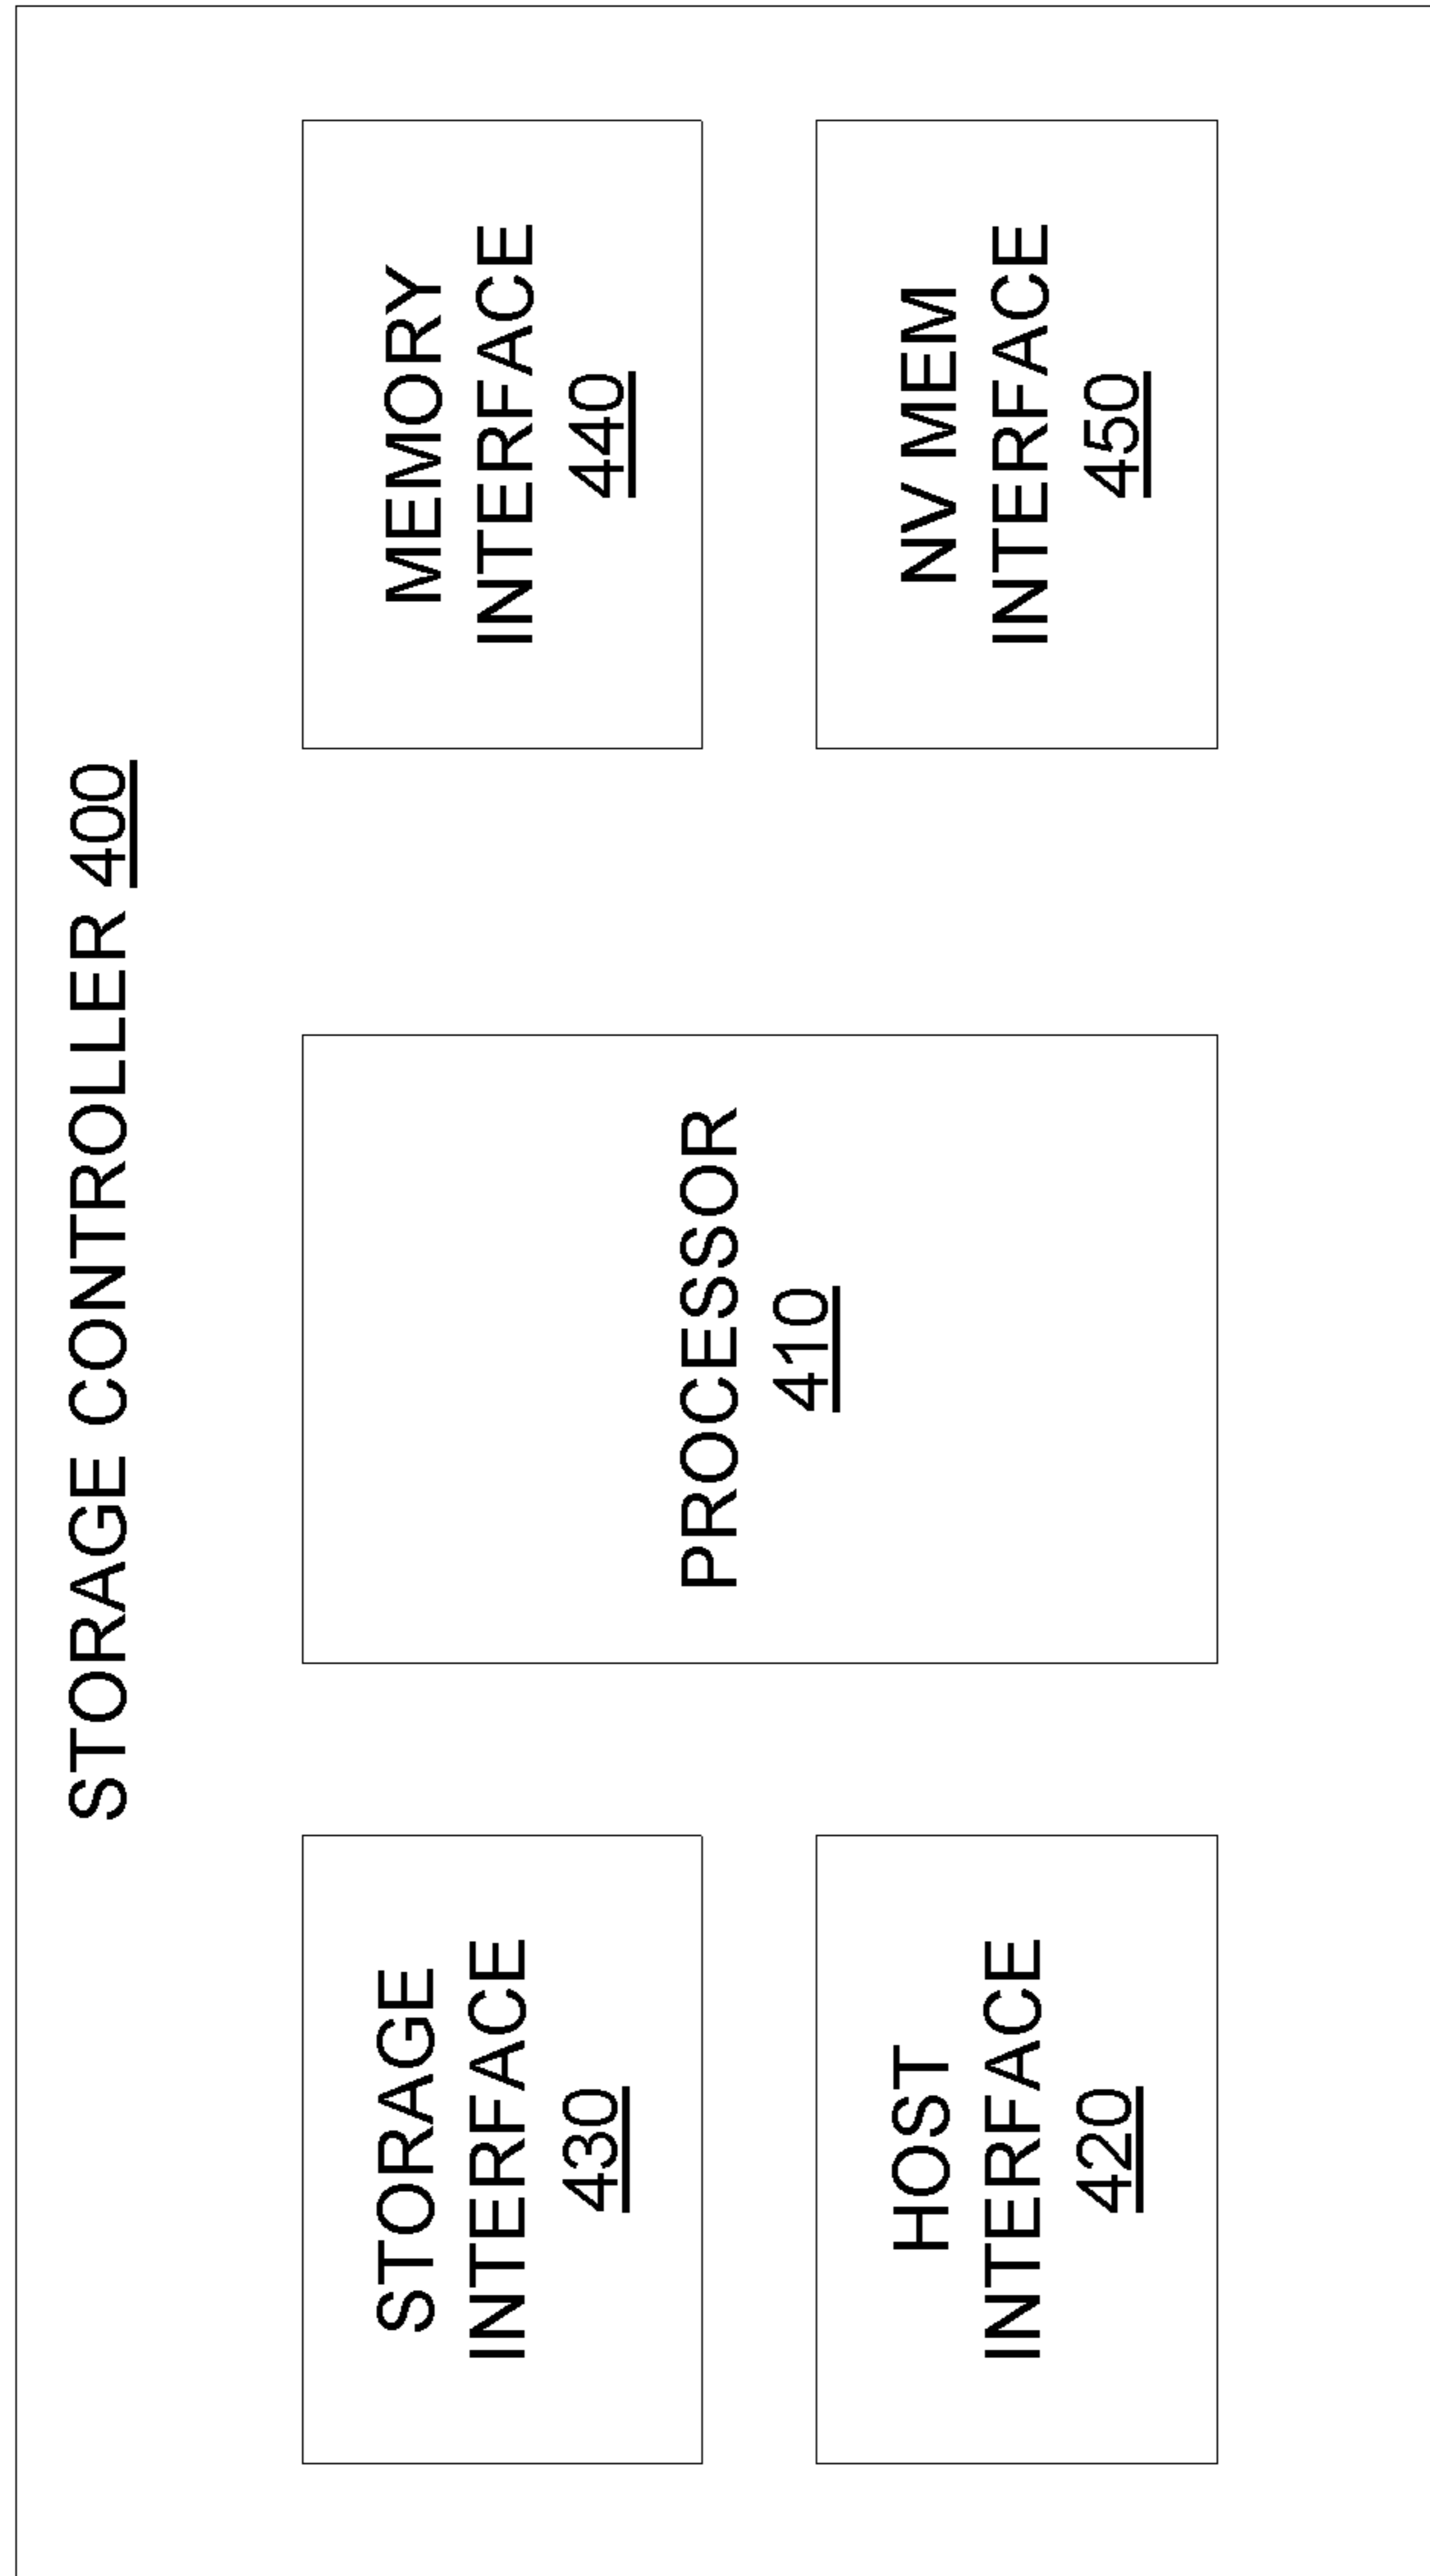 STORAGE CONTROLLER 400
STORAGE
INTERFACE
430
HOST
INTERFACE
420
PROCESSOR
410
MEMORY
INTERFACE
440
NV MEM
INTERFACE
450